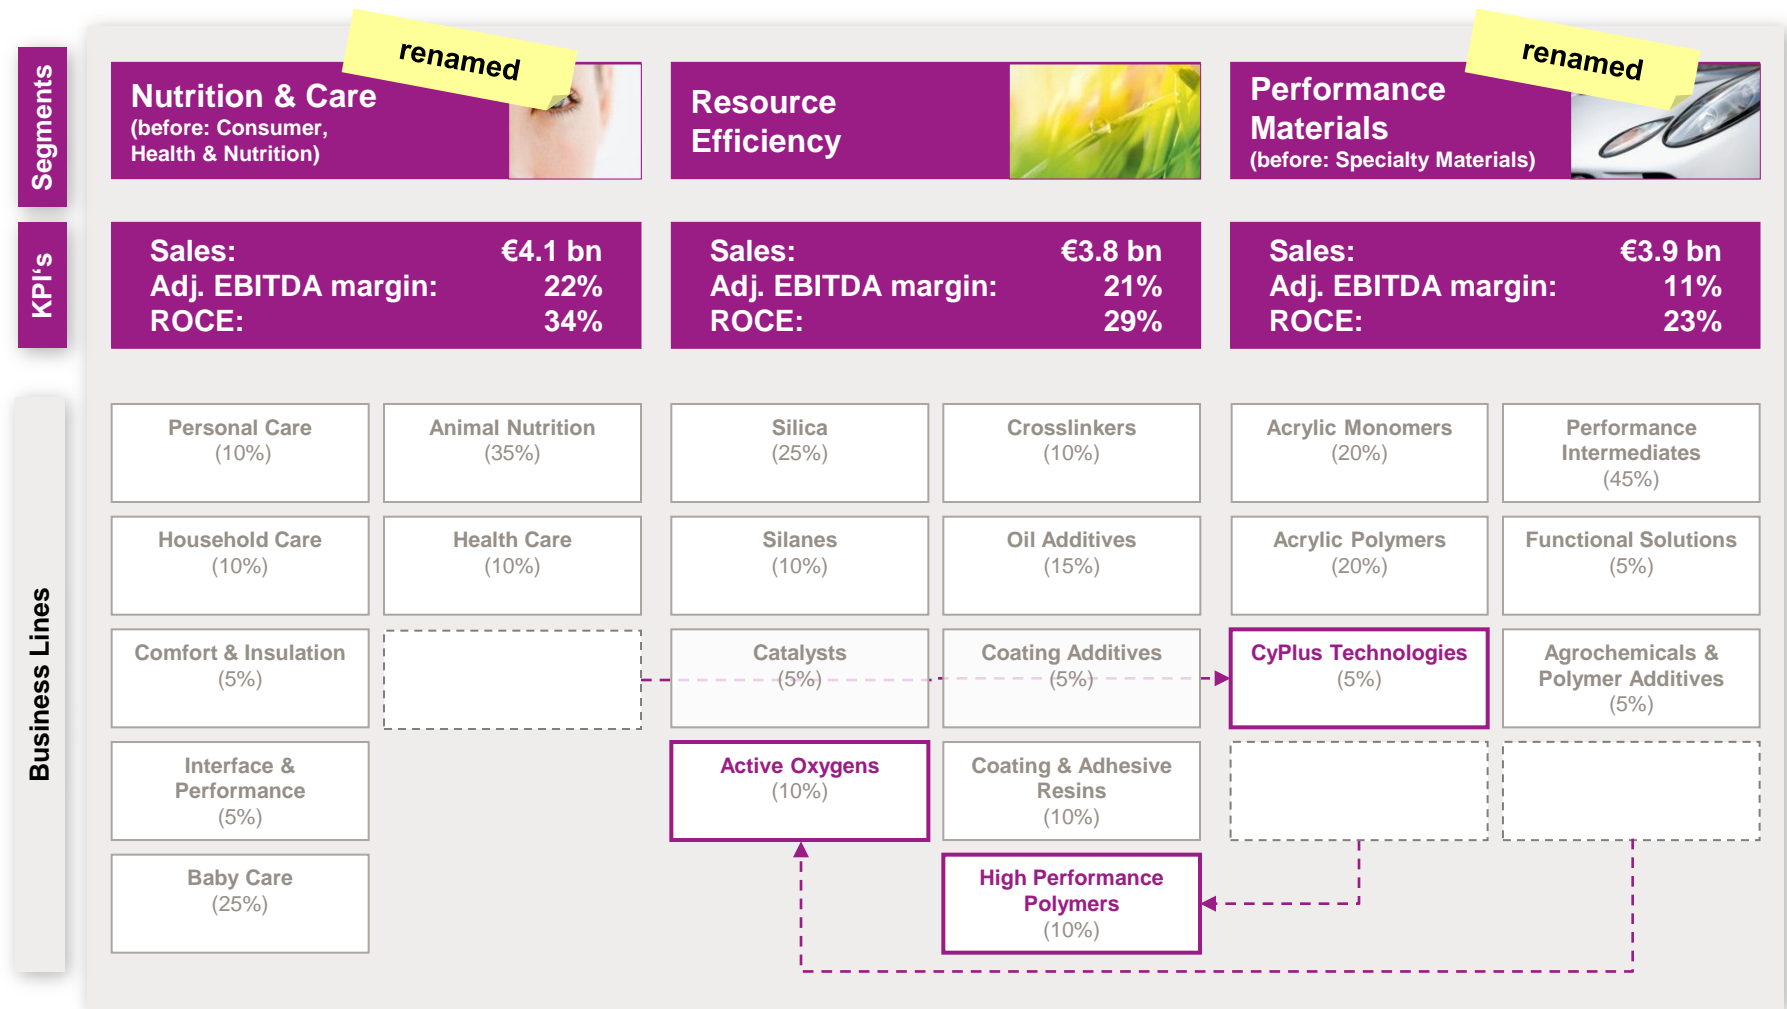 renamed
renamed
Segments
Nutrition & Care
(before: Consumer,
Health & Nutrition)
Resource
Efficiency
Performance
Materials
(before: Specialty Materials)
KPI‘s
Sales: €4.1 bn
Adj. EBITDA margin: 22%
ROCE: 34%
Sales: €3.8 bn
Adj. EBITDA margin: 21%
ROCE: 29%
Sales: €3.9 bn
Adj. EBITDA margin: 11%
ROCE: 23%
Business Lines
Personal Care
(10%)
Animal Nutrition
(35%)
Silica
(25%)
Crosslinkers
(10%)
Acrylic Monomers
(20%)
Performance
Intermediates
(45%)
Household Care
(10%)
Health Care
(10%)
Silanes
(10%)
Oil Additives
(15%)
Acrylic Polymers
(20%)
Functional Solutions
(5%)
Comfort & Insulation
(5%)
Catalysts
(5%)
Coating Additives
(5%)
CyPlus Technologies
(5%)
Agrochemicals &
Polymer Additives
(5%)
Interface &
Performance
(5%)
Active Oxygens
(10%)
Coating & Adhesive
Resins
(10%)
Baby Care
(25%)
High Performance
Polymers
(10%)